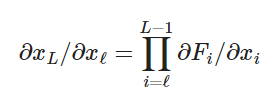 ∂x_L/∂x_ℓ = ∏_{i=ℓ}^{L−1} ∂F_i/∂x_i